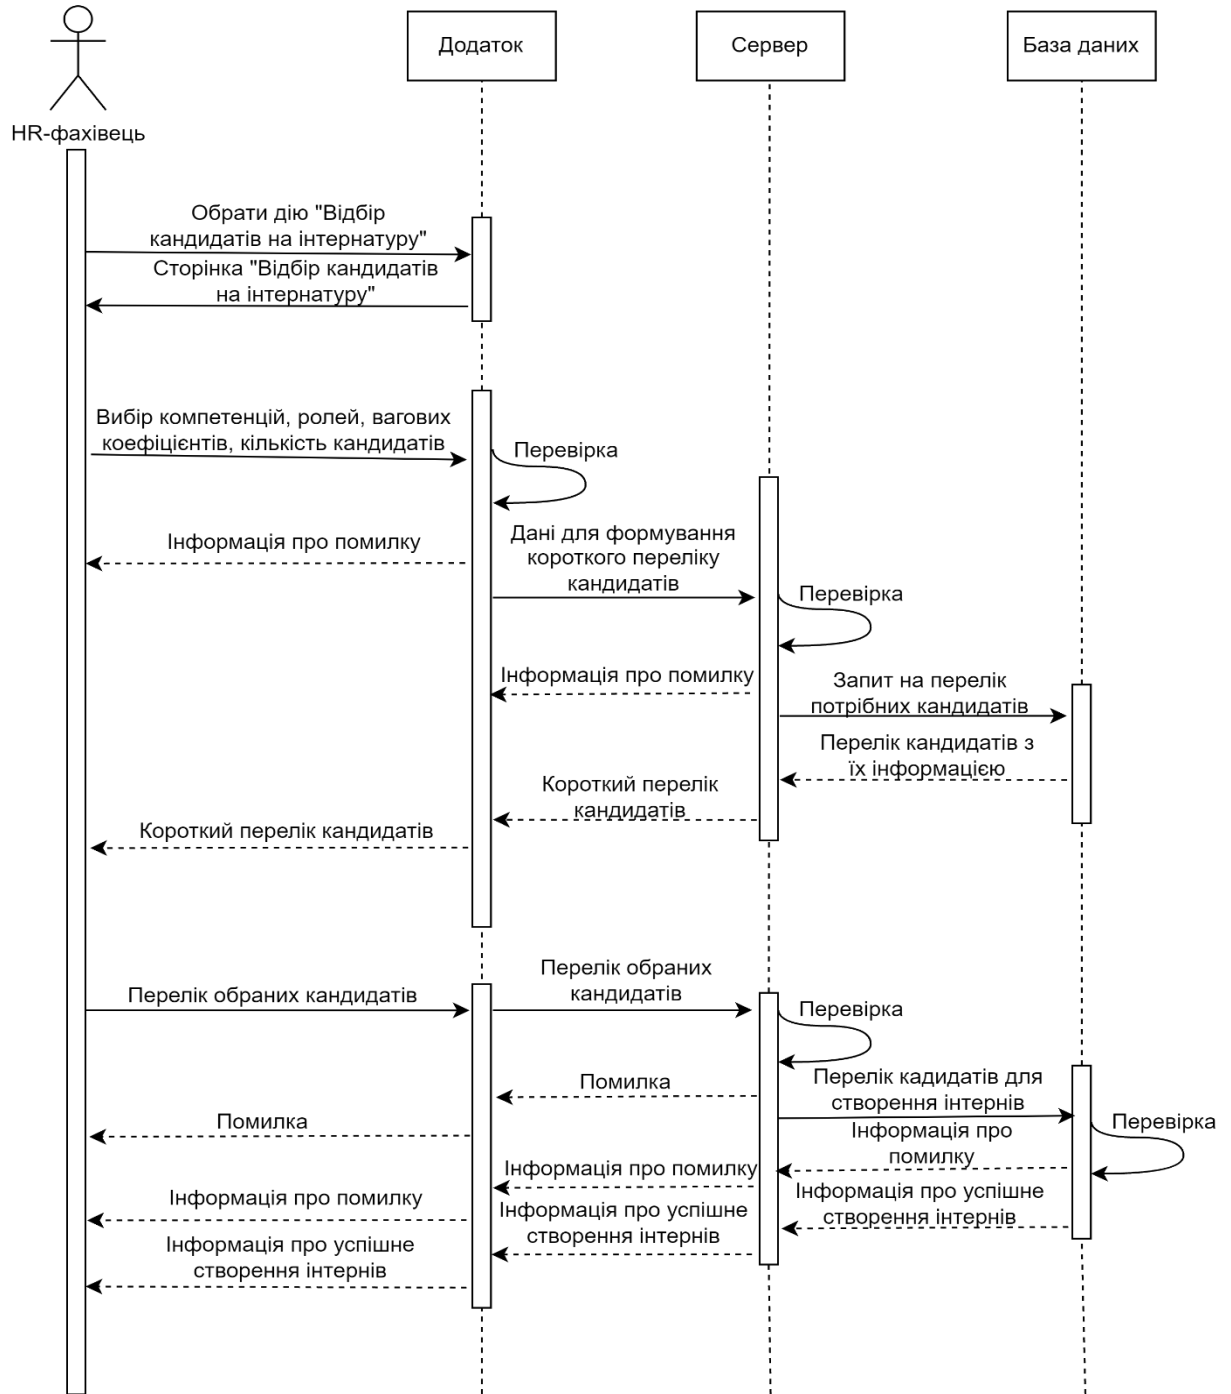 Додаток
Сервер
База даних
HR-фахівець
Обрати дію "Відбір
кандидатів на інтернатуру"
Сторінка "Відбір кандидатів
на інтернатуру"
Вибір компетенцій, ролей, вагових
коефіцієнтів, кількість кандидатів
Перевірка
Інформація про помилку
Дані для формування
короткого переліку
кандидатів
Перевірка
Інформація про помилку
Запит на перелік
потрібних кандидатів
Перелік кандидатів з
їх інформацією
Короткий перелік
кандидатів
Короткий перелік кандидатів
Перелік обраних кандидатів
Перелік обраних
кандидатів
Перевірка
Помилка
Перелік кадидатів для
створення інтернів
Помилка
Перевірка
Інформація про
помилку
Інформація про помилку
Інформація про помилку
Інформація про успішне
створення інтернів
Інформація про успішне
створення інтернів
Інформація про успішне
створення інтернів